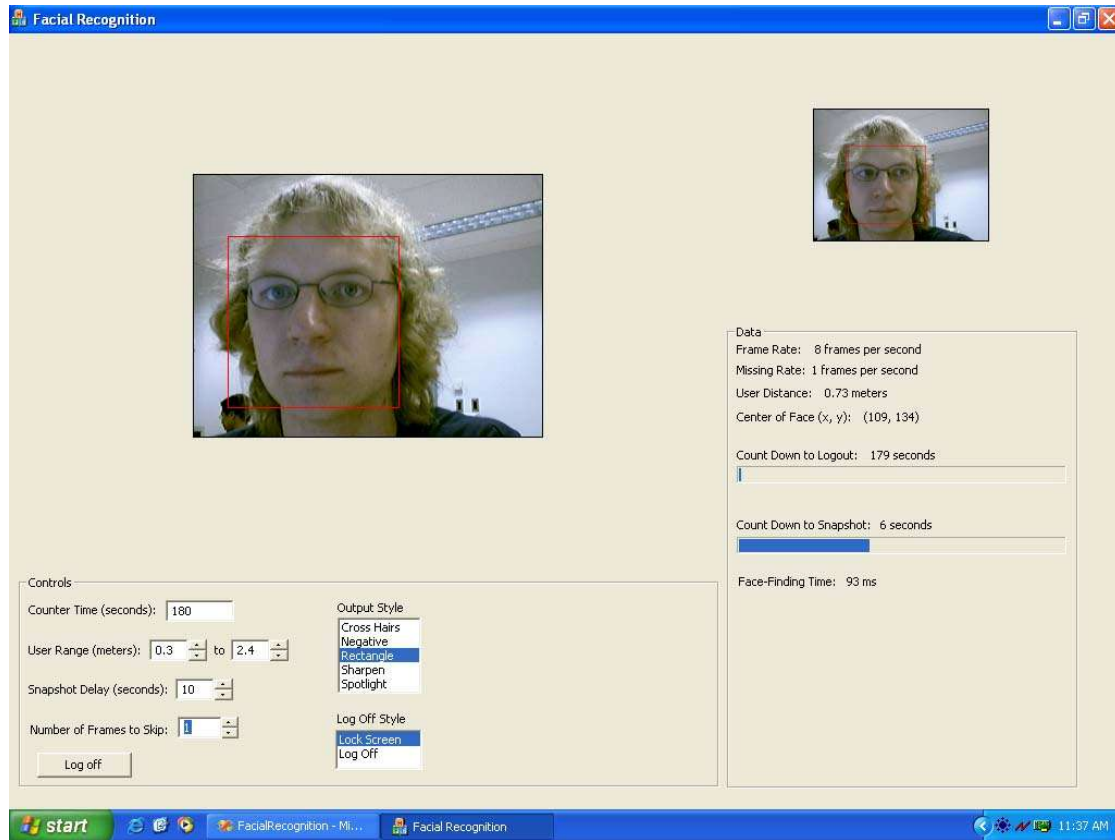 Facial Recognition
Data
Frame Rate: 8 frames per second
Missing Rate: 1 frames per second
User Distance: 0.73 meters
Center of Face (x, y): (109, 134)
Count Down to Logout: 179 seconds
Count Down to Snapshot: 6 seconds
Face-Finding Time: 93 ms
Controls
Counter Time (seconds): 180
User Range (meters): 0.3 to 2.4
Snapshot Delay (seconds): 10
Number of Frames to Skip: 1
Log off
Output Style
Cross Hairs
Negative
Rectangle
Sharpen
Spotlight
Log Off Style
Lock Screen
Log Off
start
FacialRecognition - Mi...
Facial Recognition
11:37 AM